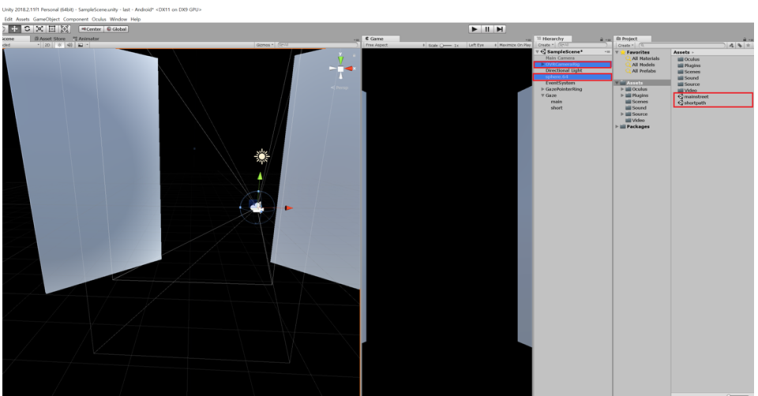 Unity 2018.2.11f1 Personal (64bit) - SampleScene.unity - last - Android* <DX11 on DX9 GPU>
Edit Assets GameObject Component Oculus Window Help
Center Global
Scene Asset Store Animator
2D Gizmos
Persp
Game
Free Aspect Scale 1x Left Eye Maximize On Play
Hierarchy
Create
SampleScene*
Main Camera
OVRCameraRig
Directional Light
EventSystem
GazePointerRing
Gaze
main
short
Project
Create
Favorites
All Materials
All Models
All Prefabs
Assets
Oculus
Plugins
Scenes
Sound
Source
Video
Packages
Assets
Oculus
Plugins
Scenes
Sound
Source
Video
mainstreet
shortpath